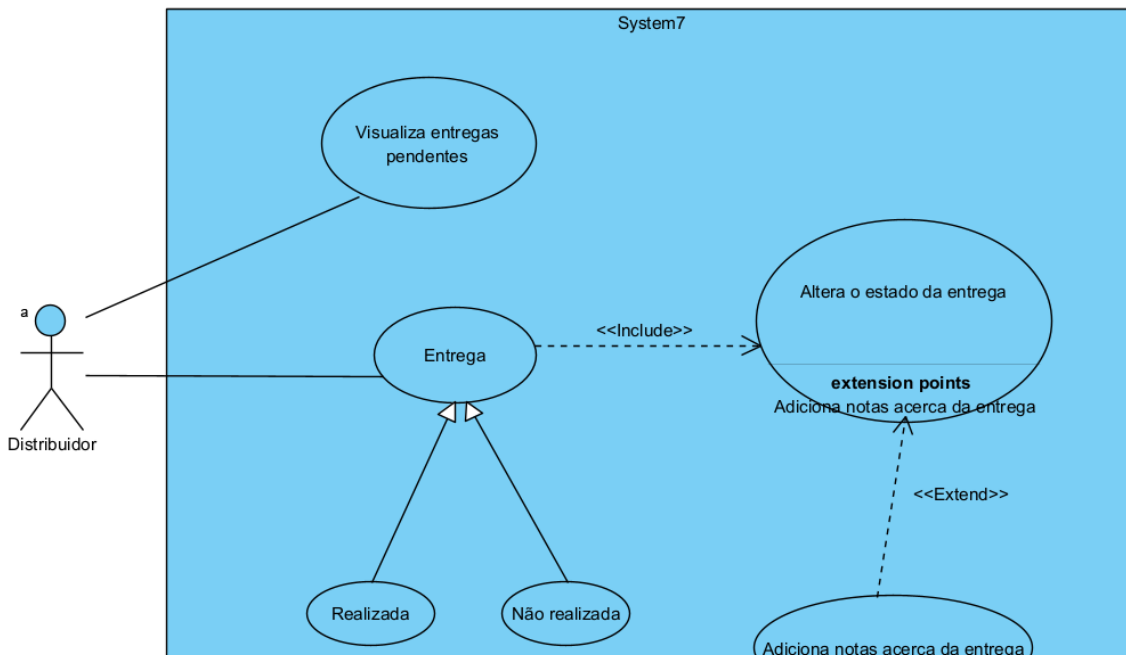 System7
Visualiza entregas
pendentes
a
Distribuidor
Entrega
<<Include>>
Altera o estado da entrega
extension points
Adiciona notas acerca da entrega
<<Extend>>
Realizada
Não realizada
Adiciona notas acerca da entrega